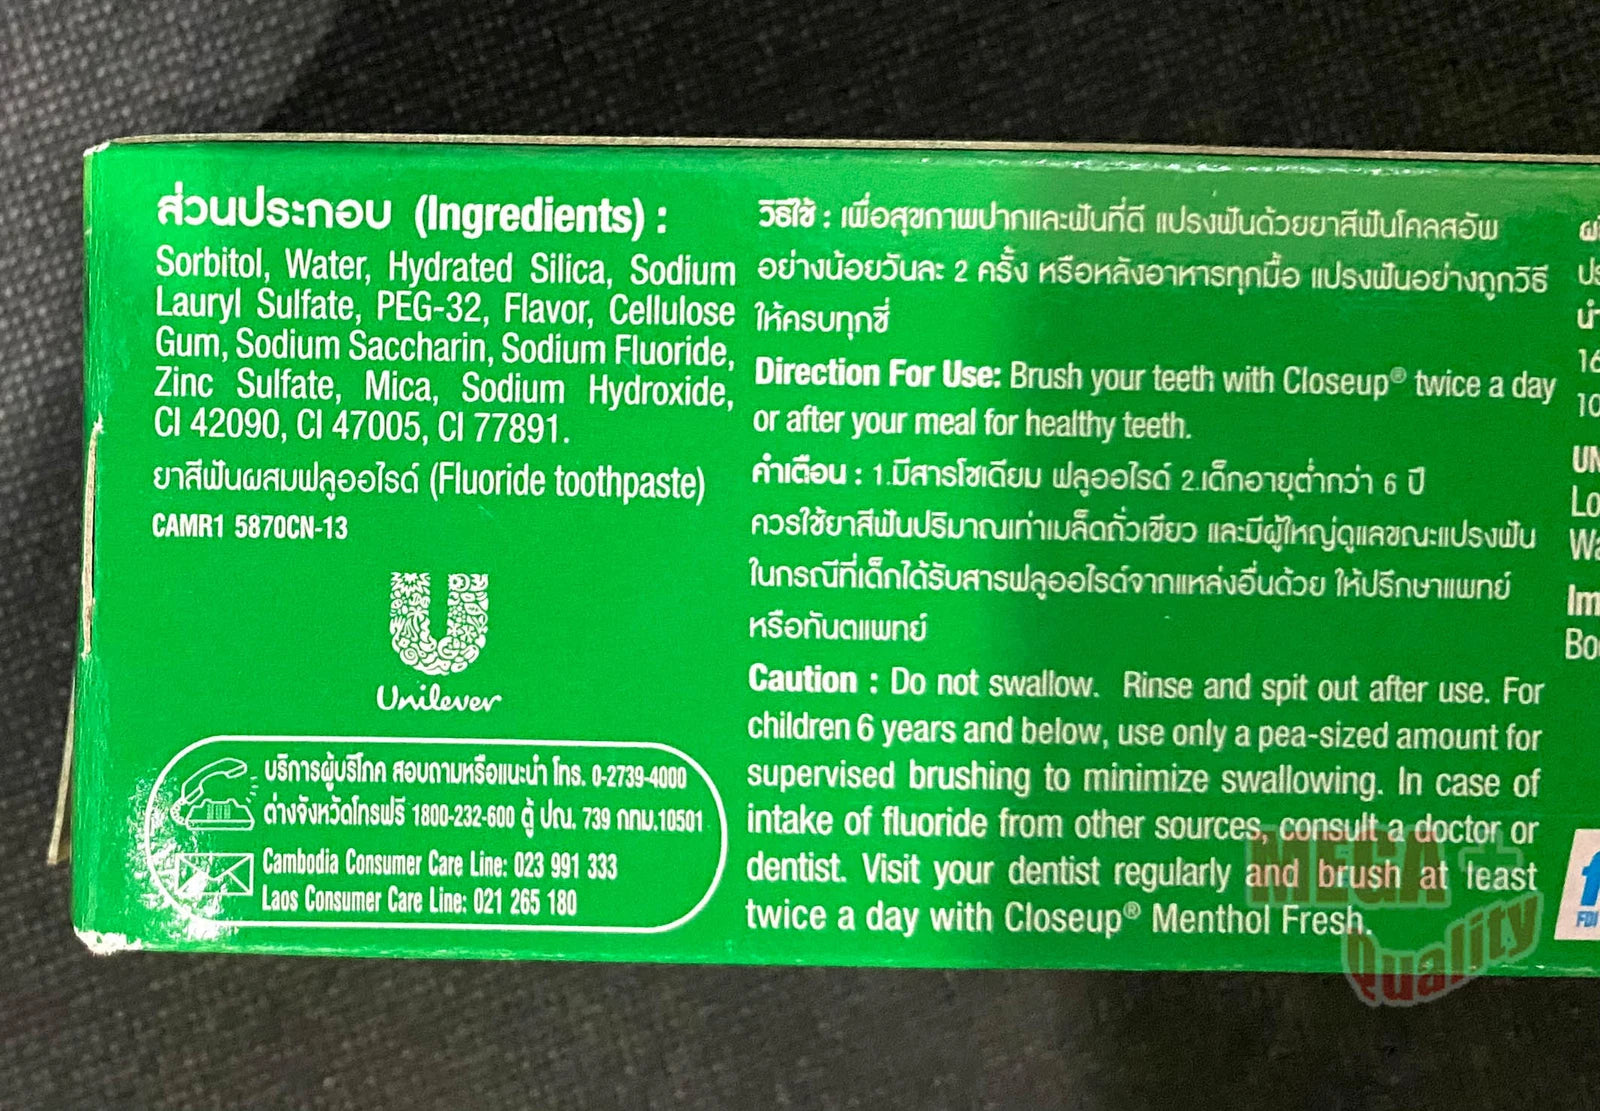 ส่วนประกอบ (Ingredients) :
Sorbitol, Water, Hydrated Silica, Sodium
Lauryl Sulfate, PEG-32, Flavor, Cellulose
Gum, Sodium Saccharin, Sodium Fluoride,
Zinc Sulfate, Mica, Sodium Hydroxide,
CI 42090, CI 47005, CI 77891.
ยาสีฟันผสมฟลูออไรด์ (Fluoride toothpaste)
CAMR1 5870CN-13
Unilever
บริการผู้บริโภค สอบถามหรือแนะนำ โทร. 0-2739-4000
ต่างจังหวัดโทรฟรี 1800-232-600 ตู้ ปณ. 739 กทม.10501
Cambodia Consumer Care Line: 023 991 333
Laos Consumer Care Line: 021 265 180
วิธีใช้ : เพื่อสุขภาพปากและฟันที่ดี แปรงฟันด้วยยาสีฟันโคลสอัพ
อย่างน้อยวันละ 2 ครั้ง หรือหลังอาหารทุกมื้อ แปรงฟันอย่างถูกวิธี
ให้ครบทุกซี่
Direction For Use: Brush your teeth with Closeup® twice a day
or after your meal for healthy teeth.
คำเตือน : 1.มีสารโซเดียม ฟลูออไรด์ 2.เด็กอายุต่ำกว่า 6 ปี
ควรใช้ยาสีฟันปริมาณเท่าเมล็ดถั่วเขียว และมีผู้ใหญ่ดูแลขณะแปรงฟัน
ในกรณีที่เด็กได้รับสารฟลูออไรด์จากแหล่งอื่นด้วย ให้ปรึกษาแพทย์
หรือทันตแพทย์
Caution : Do not swallow. Rinse and spit out after use. For
children 6 years and below, use only a pea-sized amount for
supervised brushing to minimize swallowing. In case of
intake of fluoride from other sources, consult a doctor or
dentist. Visit your dentist regularly and brush at least
twice a day with Closeup® Menthol Fresh.
MEGA
Quality
UN
Lo
Im
FDI